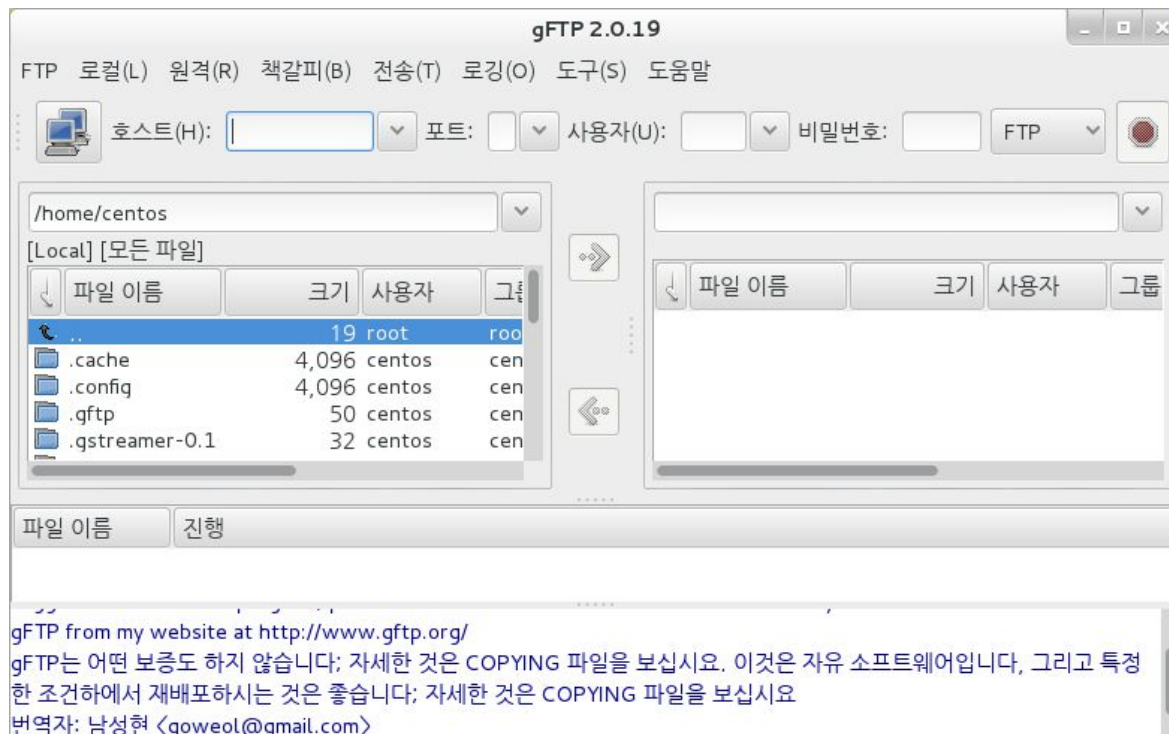 gFTP 2.0.19
FTP 로컬(L) 원격(R) 책갈피(B) 전송(T) 로깅(O) 도구(S) 도움말
호스트(H): 포트: 사용자(U): 비밀번호: FTP
/home/centos
[Local] [모든 파일]
파일 이름 크기 사용자
파일 이름 크기 사용자 그룹
.. 19 root roo
.cache 4,096 centos cen
.config 4,096 centos cen
.gftp 50 centos cen
.gstreamer-0.1 32 centos cen
파일 이름 진행
gFTP from my website at http://www.gftp.org/
gFTP는 어떤 보증도 하지 않습니다; 자세한 것은 COPYING 파일을 보십시요. 이것은 자유 소프트웨어입니다, 그리고 특정
한 조건하에서 재배포하시는 것은 좋습니다; 자세한 것은 COPYING 파일을 보십시요
번역자: 남성현 <goweol@gmail.com>